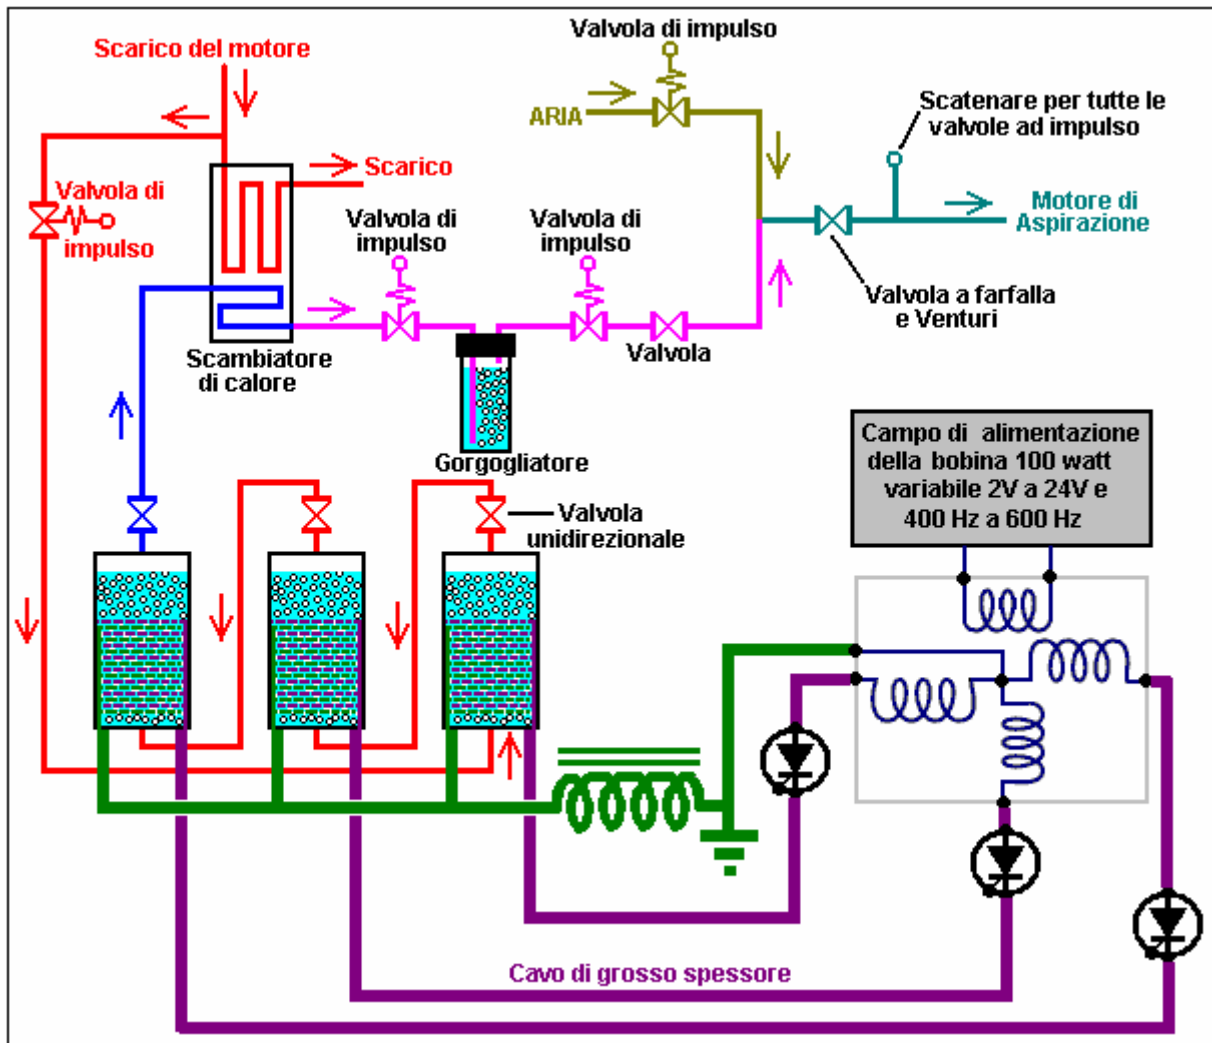 Valvola di impulso
Scarico del motore
Scatenare per tutte le
valvole ad impulso
ARIA
Scarico
Valvola di
impulso
Valvola di
impulso
Valvola di
impulso
Motore di
Aspirazione
Valvola a farfalla
e Venturi
Valvola
Scambiatore
di calore
Gorgogliatore
Campo di alimentazione
della bobina 100 watt
variabile 2V a 24V e
400 Hz a 600 Hz
Valvola
unidirezionale
Cavo di grosso spessore